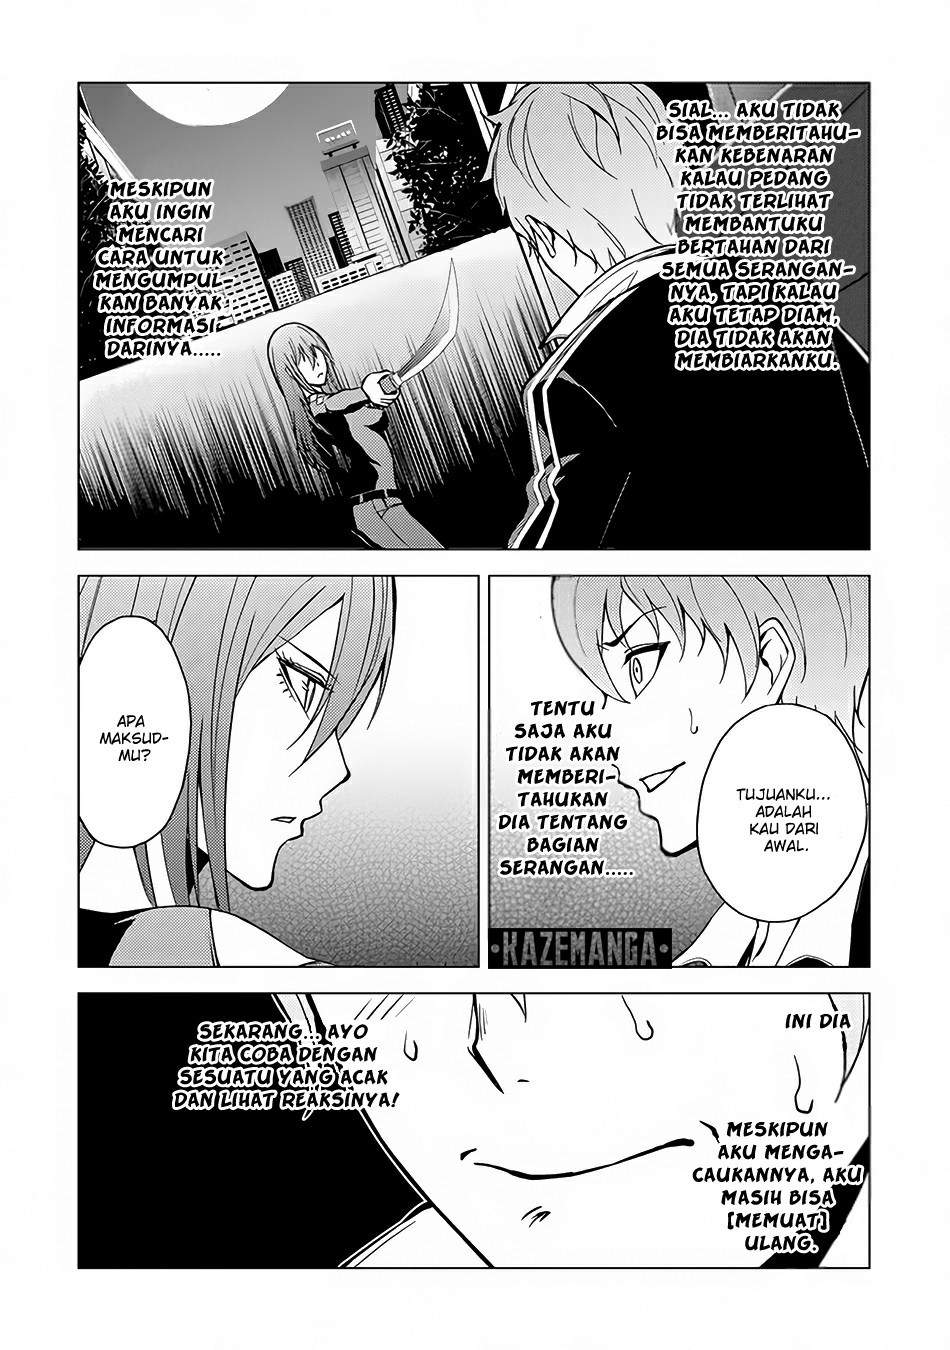 SIAL... AKU TIDAK
BISA MEMBERITAHU-
KAN KEBENARAN
KALAU PEDANG
TIDAK TERLIHAT
MEMBANTUKU
BERTAHAN DARI
SEMUA SERANGAN-
NYA, TAPI KALAU
AKU TETAP DIAM,
DIA TIDAK AKAN
MEMBIARKANKU.
MESKIPUN
AKU INGIN
MENCARI
CARA UNTUK
MENGUMPUL-
KAN BANYAK
INFORMASI
DARINYA.....
TUJUANKU...
ADALAH
KAU DARI
AWAL.
TENTU
SAJA AKU
TIDAK AKAN
MEMBERI-
TAHUKAN
DIA TENTANG
BAGIAN
SERANGAN.....
APA
MAKSUD-
MU?
•KAZEMANGA•
INI DIA
MESKIPUN
AKU MENGA-
CAUKANNYA, AKU
MASIH BISA
[MEMUAT]
ULANG.
SEKARANG... AYO
KITA COBA DENGAN
SESUATU YANG ACAK
DAN LIHAT REAKSINYA!